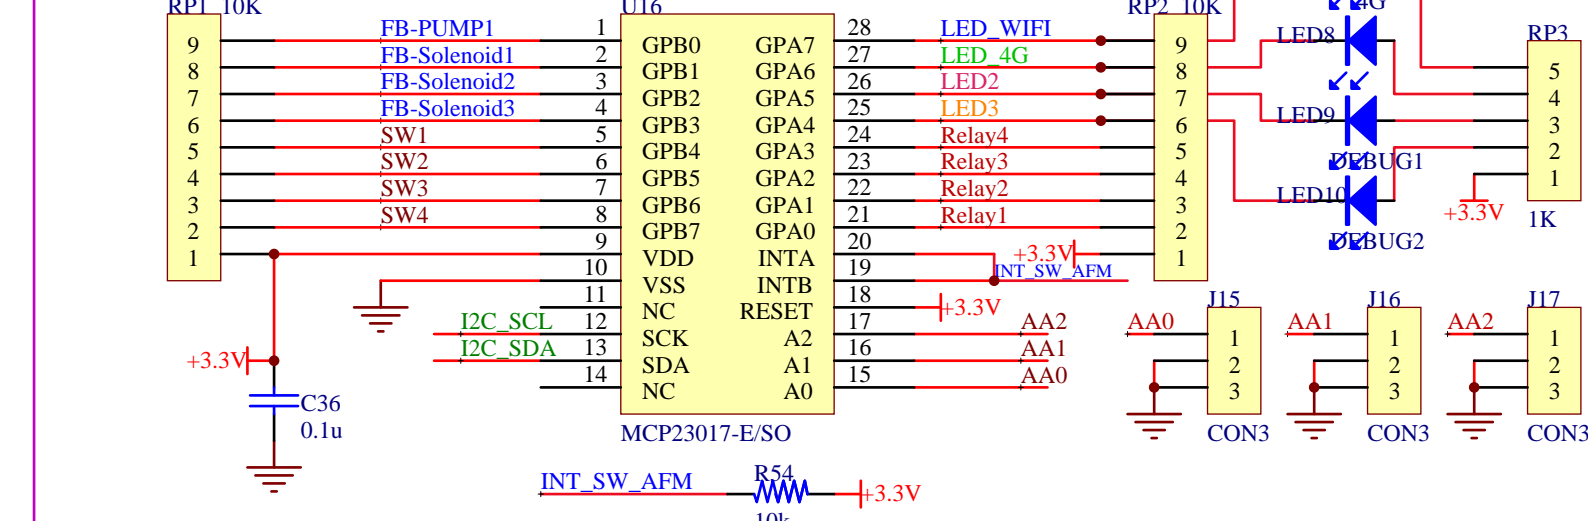 RP1 10K
U16
RP2 10K
4G
FB-PUMP1 1 28 LED_WIFI
9 GPB0 GPA7 9 LED8 RP3
FB-Solenoid1 2 27 LED_4G
8 GPB1 GPA6 8 5
FB-Solenoid2 3 26 LED2
7 GPB2 GPA5 7 4
FB-Solenoid3 4 25 LED3
6 GPB3 GPA4 6 LED9 3
SW1 5 24 Relay4
5 GPB4 GPA3 5 2
SW2 6 23 Relay3 DEBUG1
4 GPB5 GPA2 4 1
SW3 7 22 Relay2
3 GPB6 GPA1 3 LED10 +3.3V
SW4 8 21 Relay1 1K
2 GPB7 GPA0 2
9 20 DEBUG2
1 VDD INTA +3.3V 1
10 19 INT_SW_AFM
VSS INTB
11 18 J15 J16 J17
NC RESET +3.3V
I2C_SCL 12 17 AA2 AA0 AA1 AA2
SCK A2 1 1 1
I2C_SDA 13 16 AA1
+3.3V SDA A1 2 2 2
14 15 AA0
NC A0 3 3 3
C36
0.1u MCP23017-E/SO CON3 CON3 CON3
INT_SW_AFM R54 +3.3V
10k